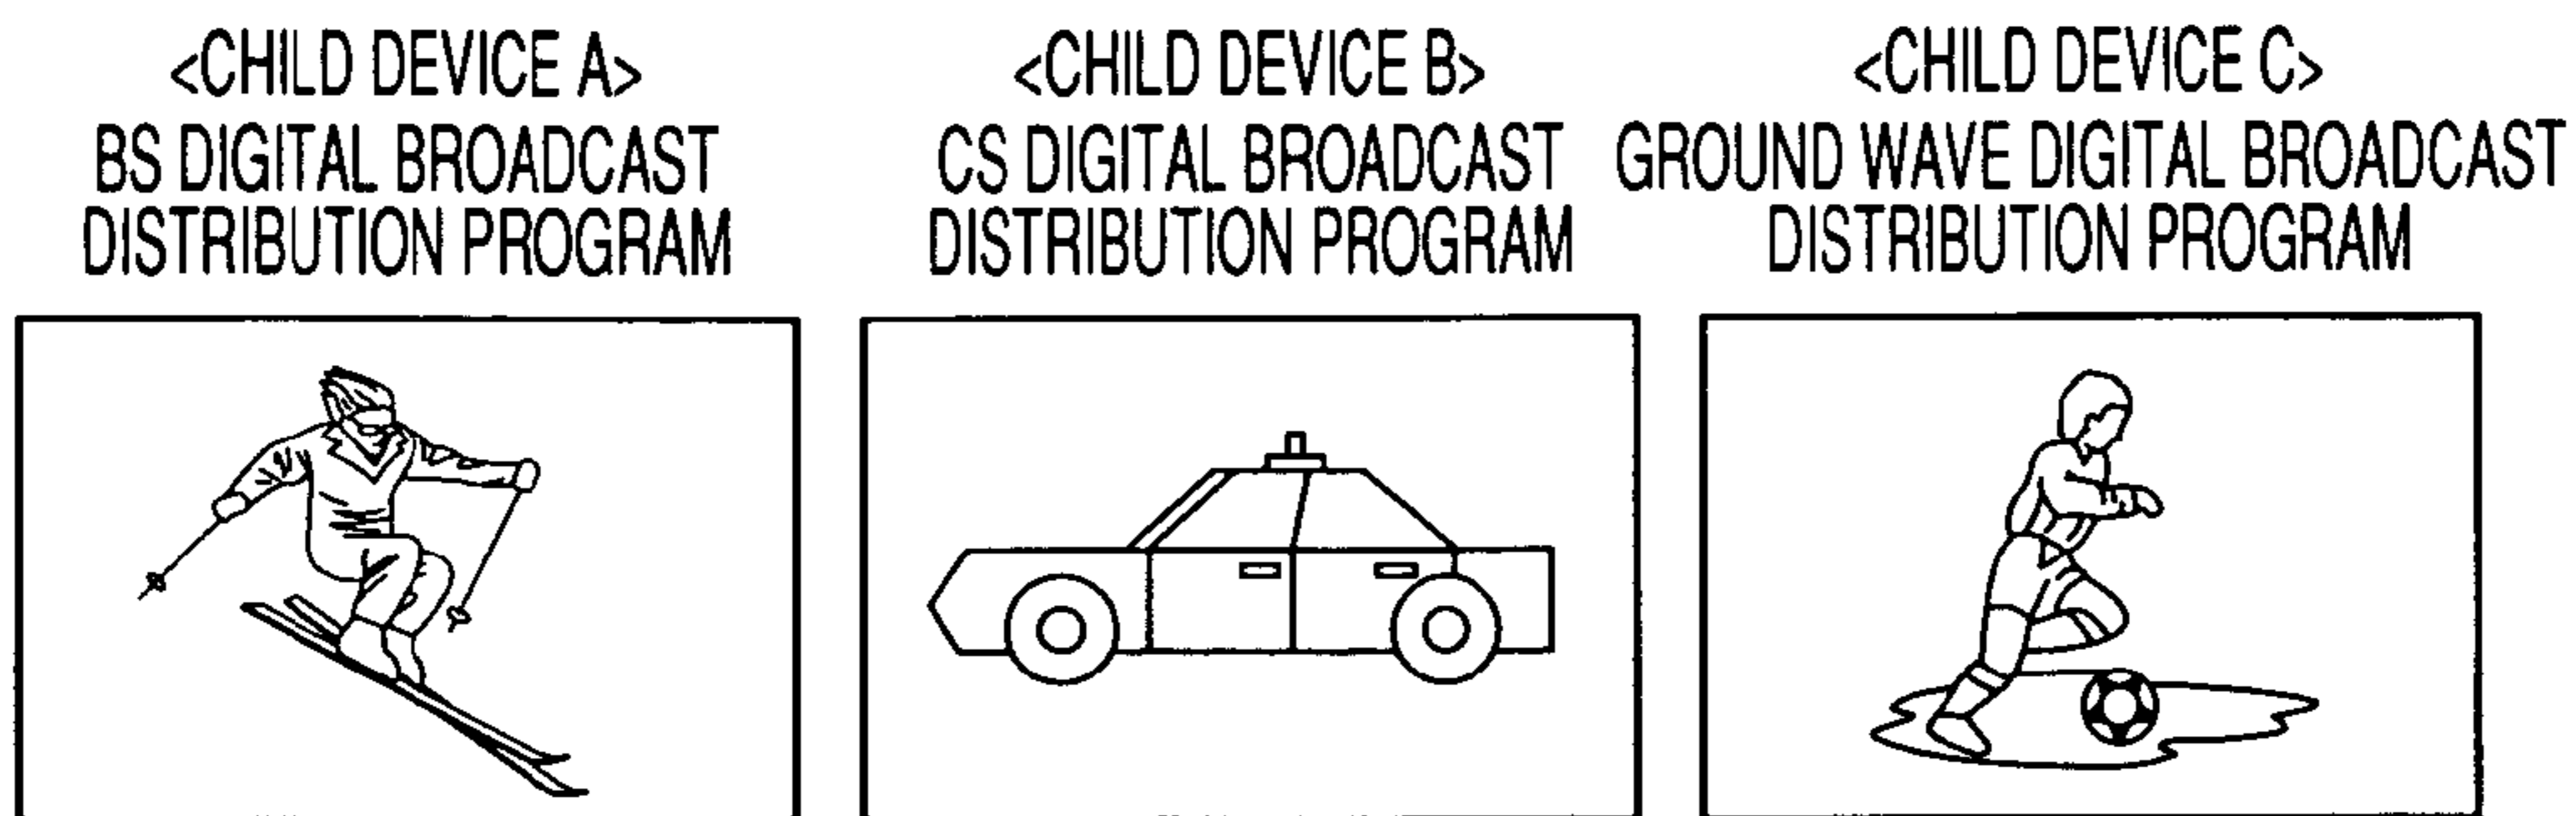 <CHILD DEVICE A>
BS DIGITAL BROADCAST
DISTRIBUTION PROGRAM
<CHILD DEVICE B>
CS DIGITAL BROADCAST
DISTRIBUTION PROGRAM
<CHILD DEVICE C>
GROUND WAVE DIGITAL BROADCAST
DISTRIBUTION PROGRAM